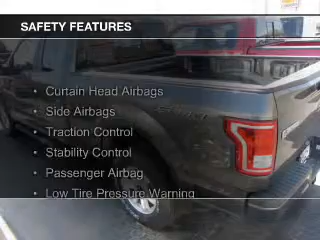 SAFETY FEATURES
• Curtain Head Airbags
• Side Airbags
• Traction Control
• Stability Control
• Passenger Airbag
• Low Tire Pressure Warning